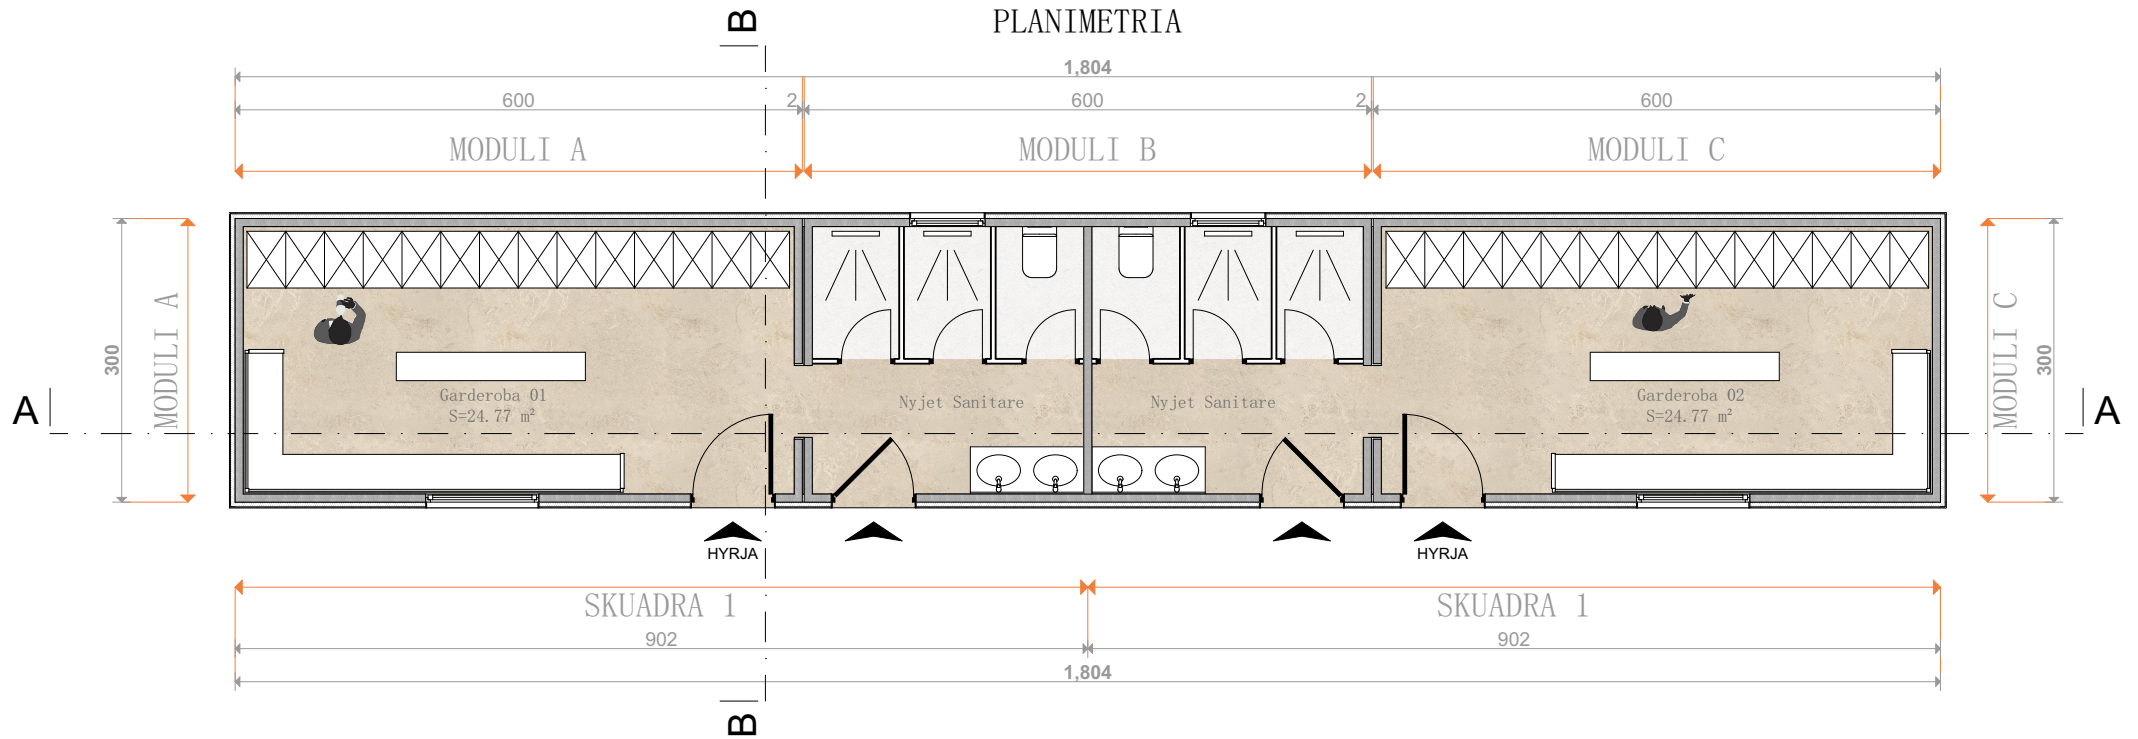 B
PLANIMETRIA
1,804
600
2
600
2
600
MODULI A
MODULI B
MODULI C
300
MODULI A
MODULI C
300
Garderoba 01
S=24.77 m²
Nyjet Sanitare
Nyjet Sanitare
Garderoba 02
S=24.77 m²
A
A
HYRJA
HYRJA
SKUADRA 1
SKUADRA 1
902
902
1,804
B